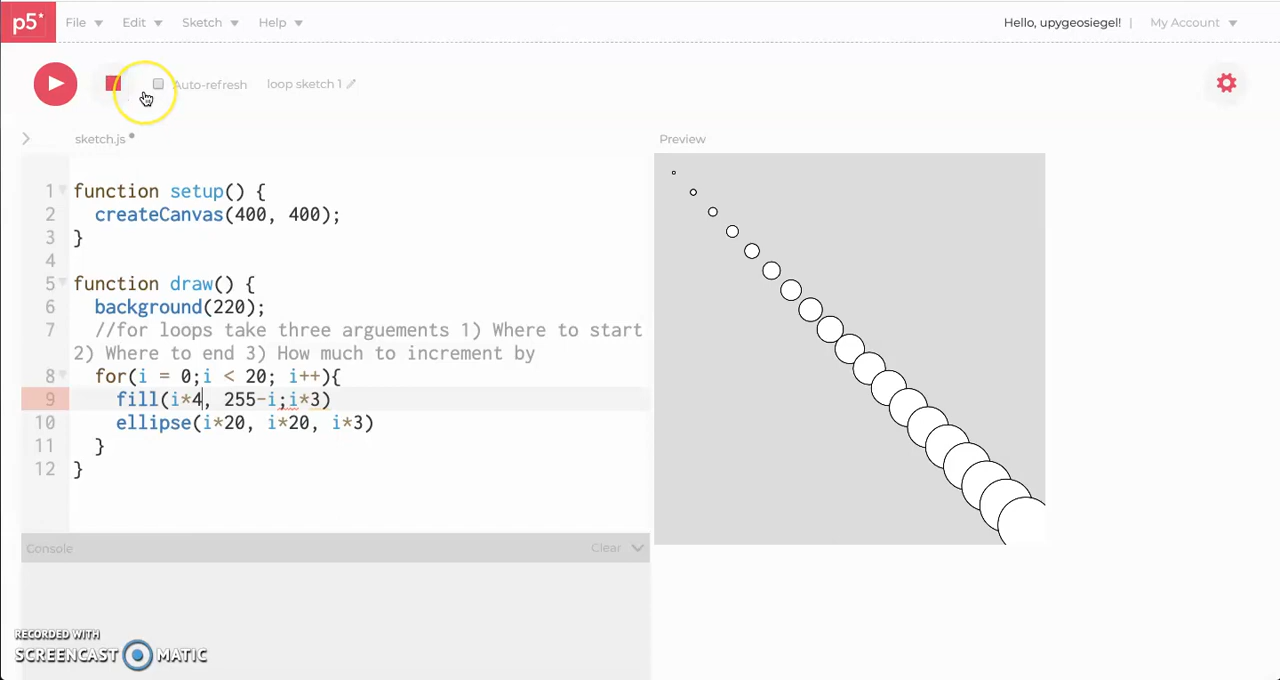 p5* File Edit Sketch Help Hello, upygeosiegel! | My Account
Auto-refresh loop sketch 1
sketch.js Preview
1 function setup() {
2 createCanvas(400, 400);
3 }
4
5 function draw() {
6 background(220);
7 //for loops take three arguements 1) Where to start
2) Where to end 3) How much to increment by
8 for(i = 0;i < 20; i++){
9 fill(i*4, 255-i;i*3)
10 ellipse(i*20, i*20, i*3)
11 }
12 }
Console Clear
RECORDED WITH
SCREENCAST MATIC